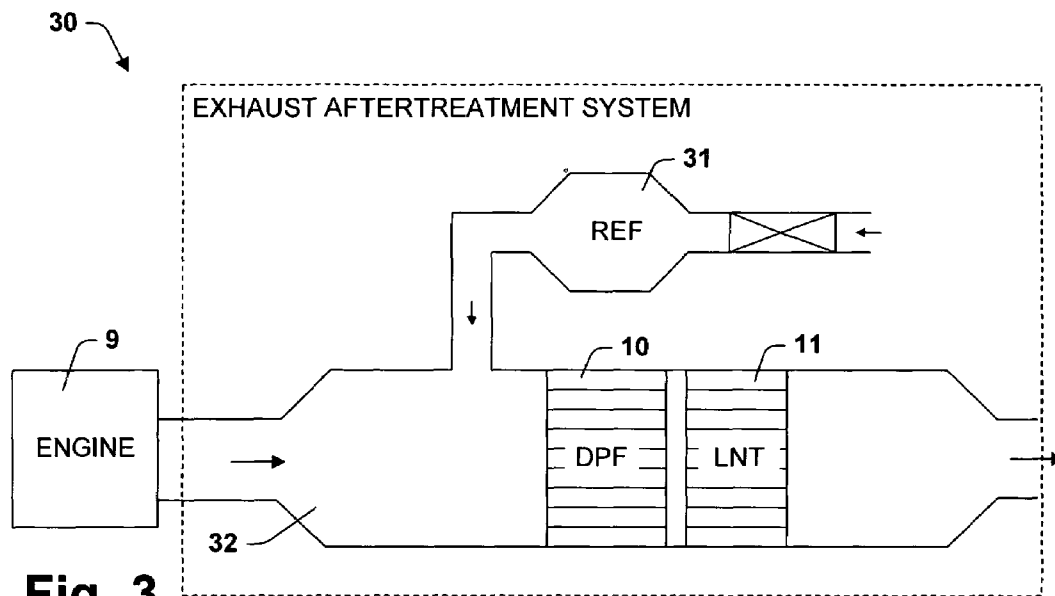 30
EXHAUST AFTERTREATMENT SYSTEM
31
REF
9
10
11
ENGINE
DPF
LNT
32
Fig. 3